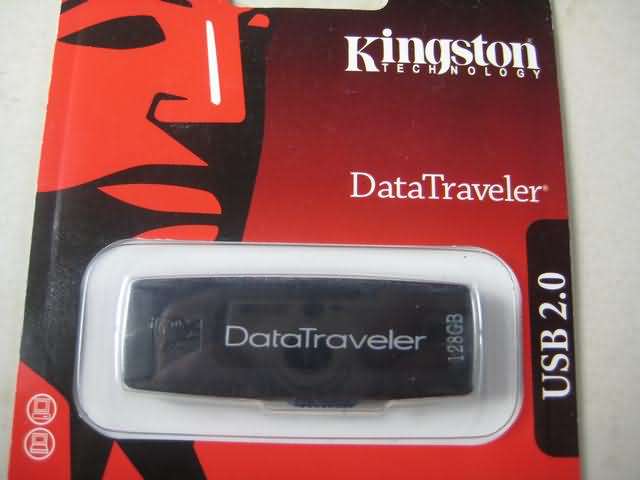 Kingston
TECHNOLOGY
DataTraveler®
USB 2.0
DataTraveler
128GB